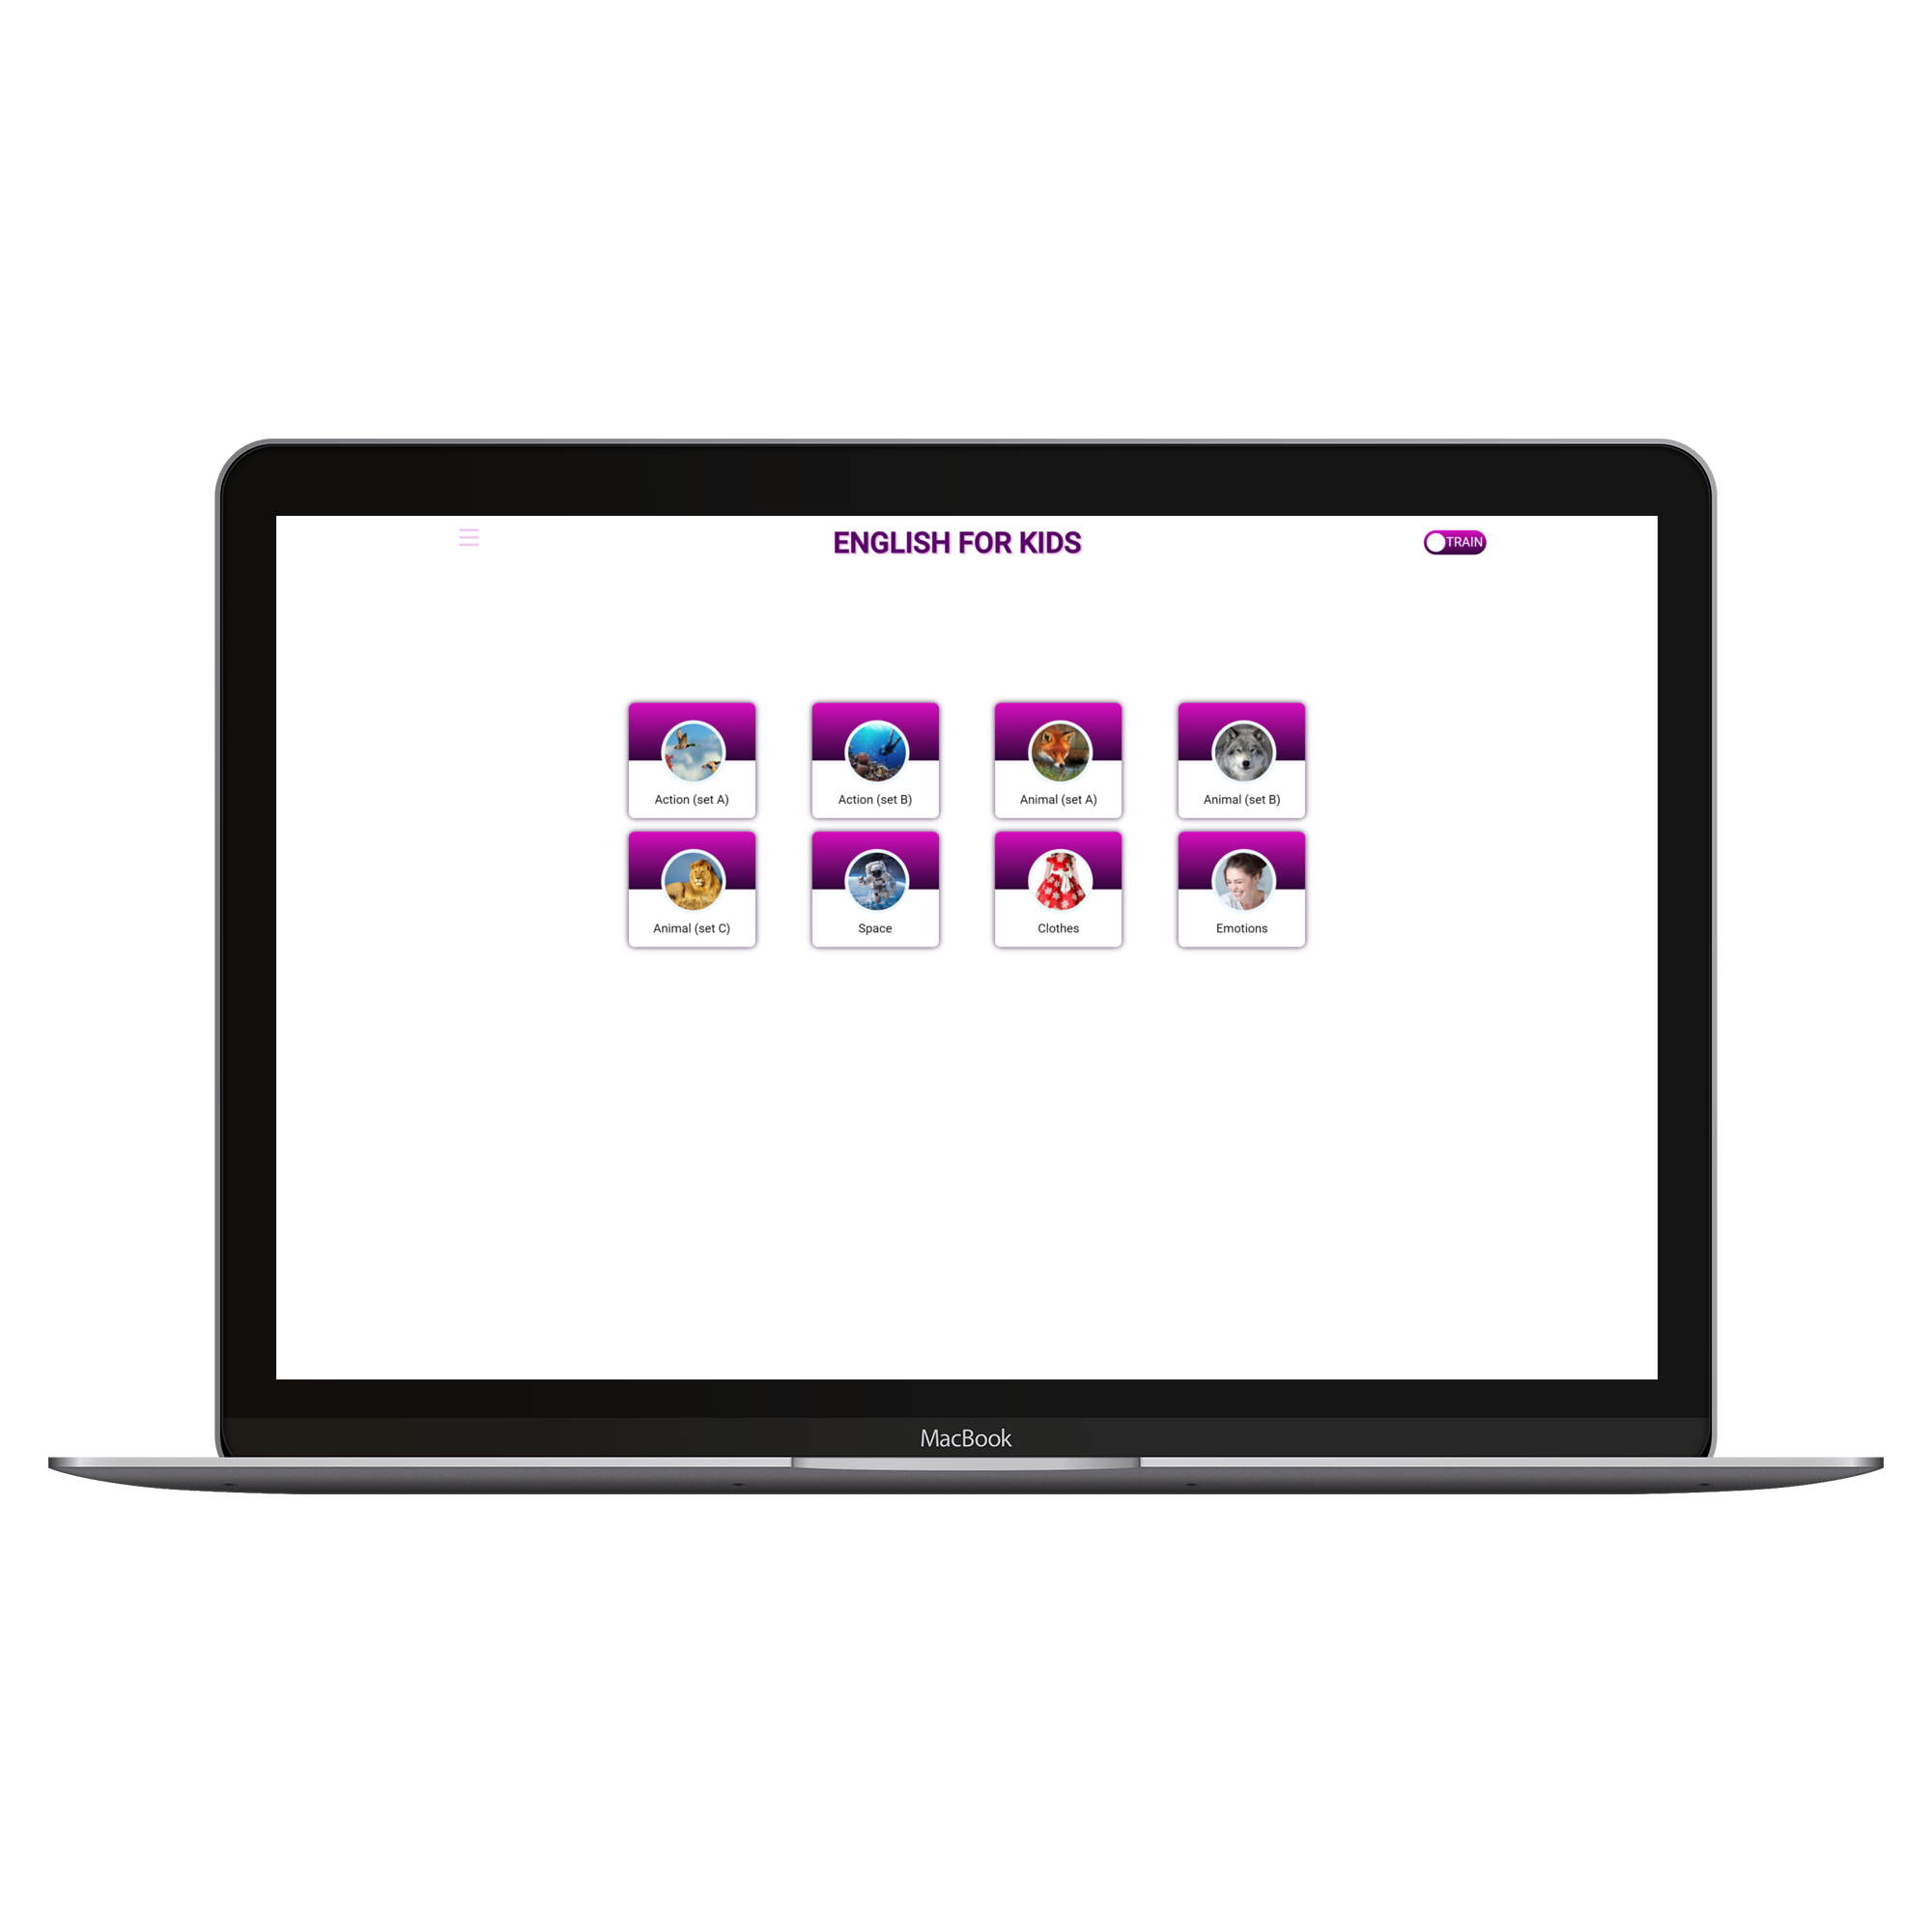 ENGLISH FOR KIDS
TRAIN
Action (set A)
Action (set B)
Animal (set A)
Animal (set B)
Animal (set C)
Space
Clothes
Emotions
MacBook